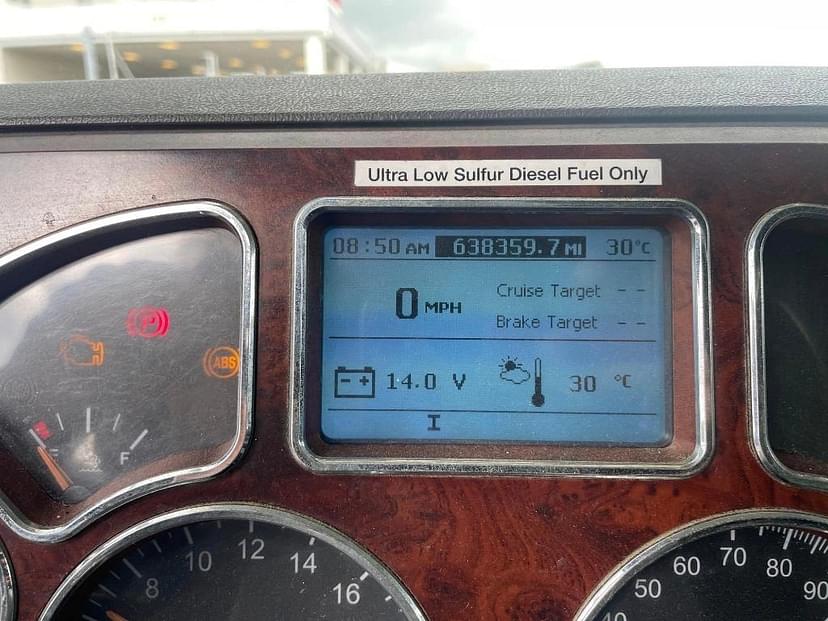 Ultra Low Sulfur Diesel Fuel Only
08:50 AM 638359.7 MI 30°C
0 MPH
Cruise Target - -
Brake Target - -
14.0 V
30 °C
I
P
ABS
E F
8 10 12 14 16
40 50 60 70 80 90